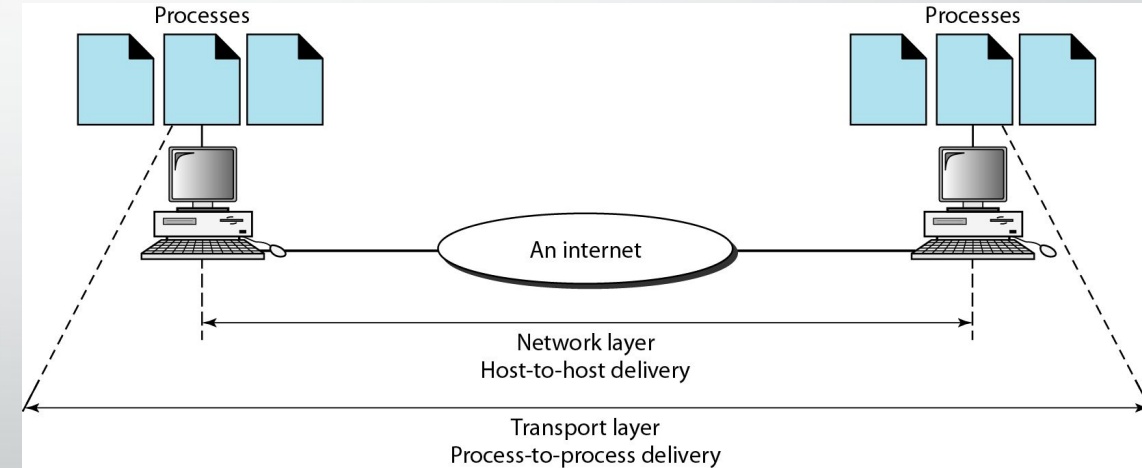 Processes
Processes
An internet
Network layer
Host-to-host delivery
Transport layer
Process-to-process delivery